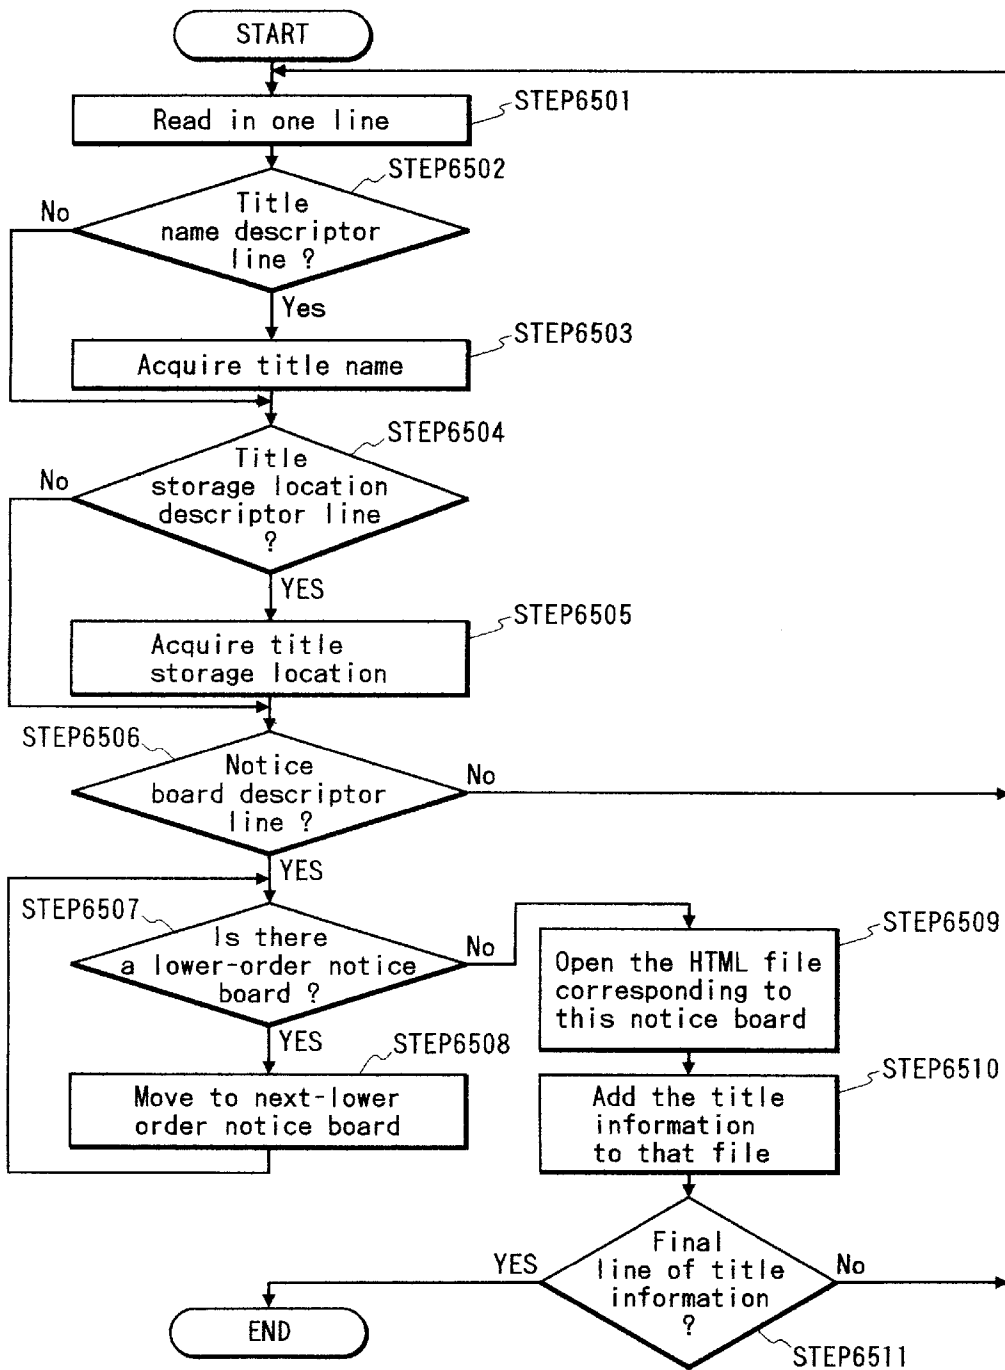 START
Read in one line
STEP6501
STEP6502
Title
name descriptor
line ?
No
Yes
STEP6503
Acquire title name
STEP6504
Title
storage location
descriptor line
?
No
YES
STEP6505
Acquire title
storage location
STEP6506
Notice
board descriptor
line ?
No
YES
STEP6507
Is there
a lower-order notice
board ?
No
YES
STEP6508
Move to next-lower
order notice board
STEP6509
Open the HTML file
corresponding to
this notice board
STEP6510
Add the title
information
to that file
Final
line of title
information
?
YES
No
STEP6511
END